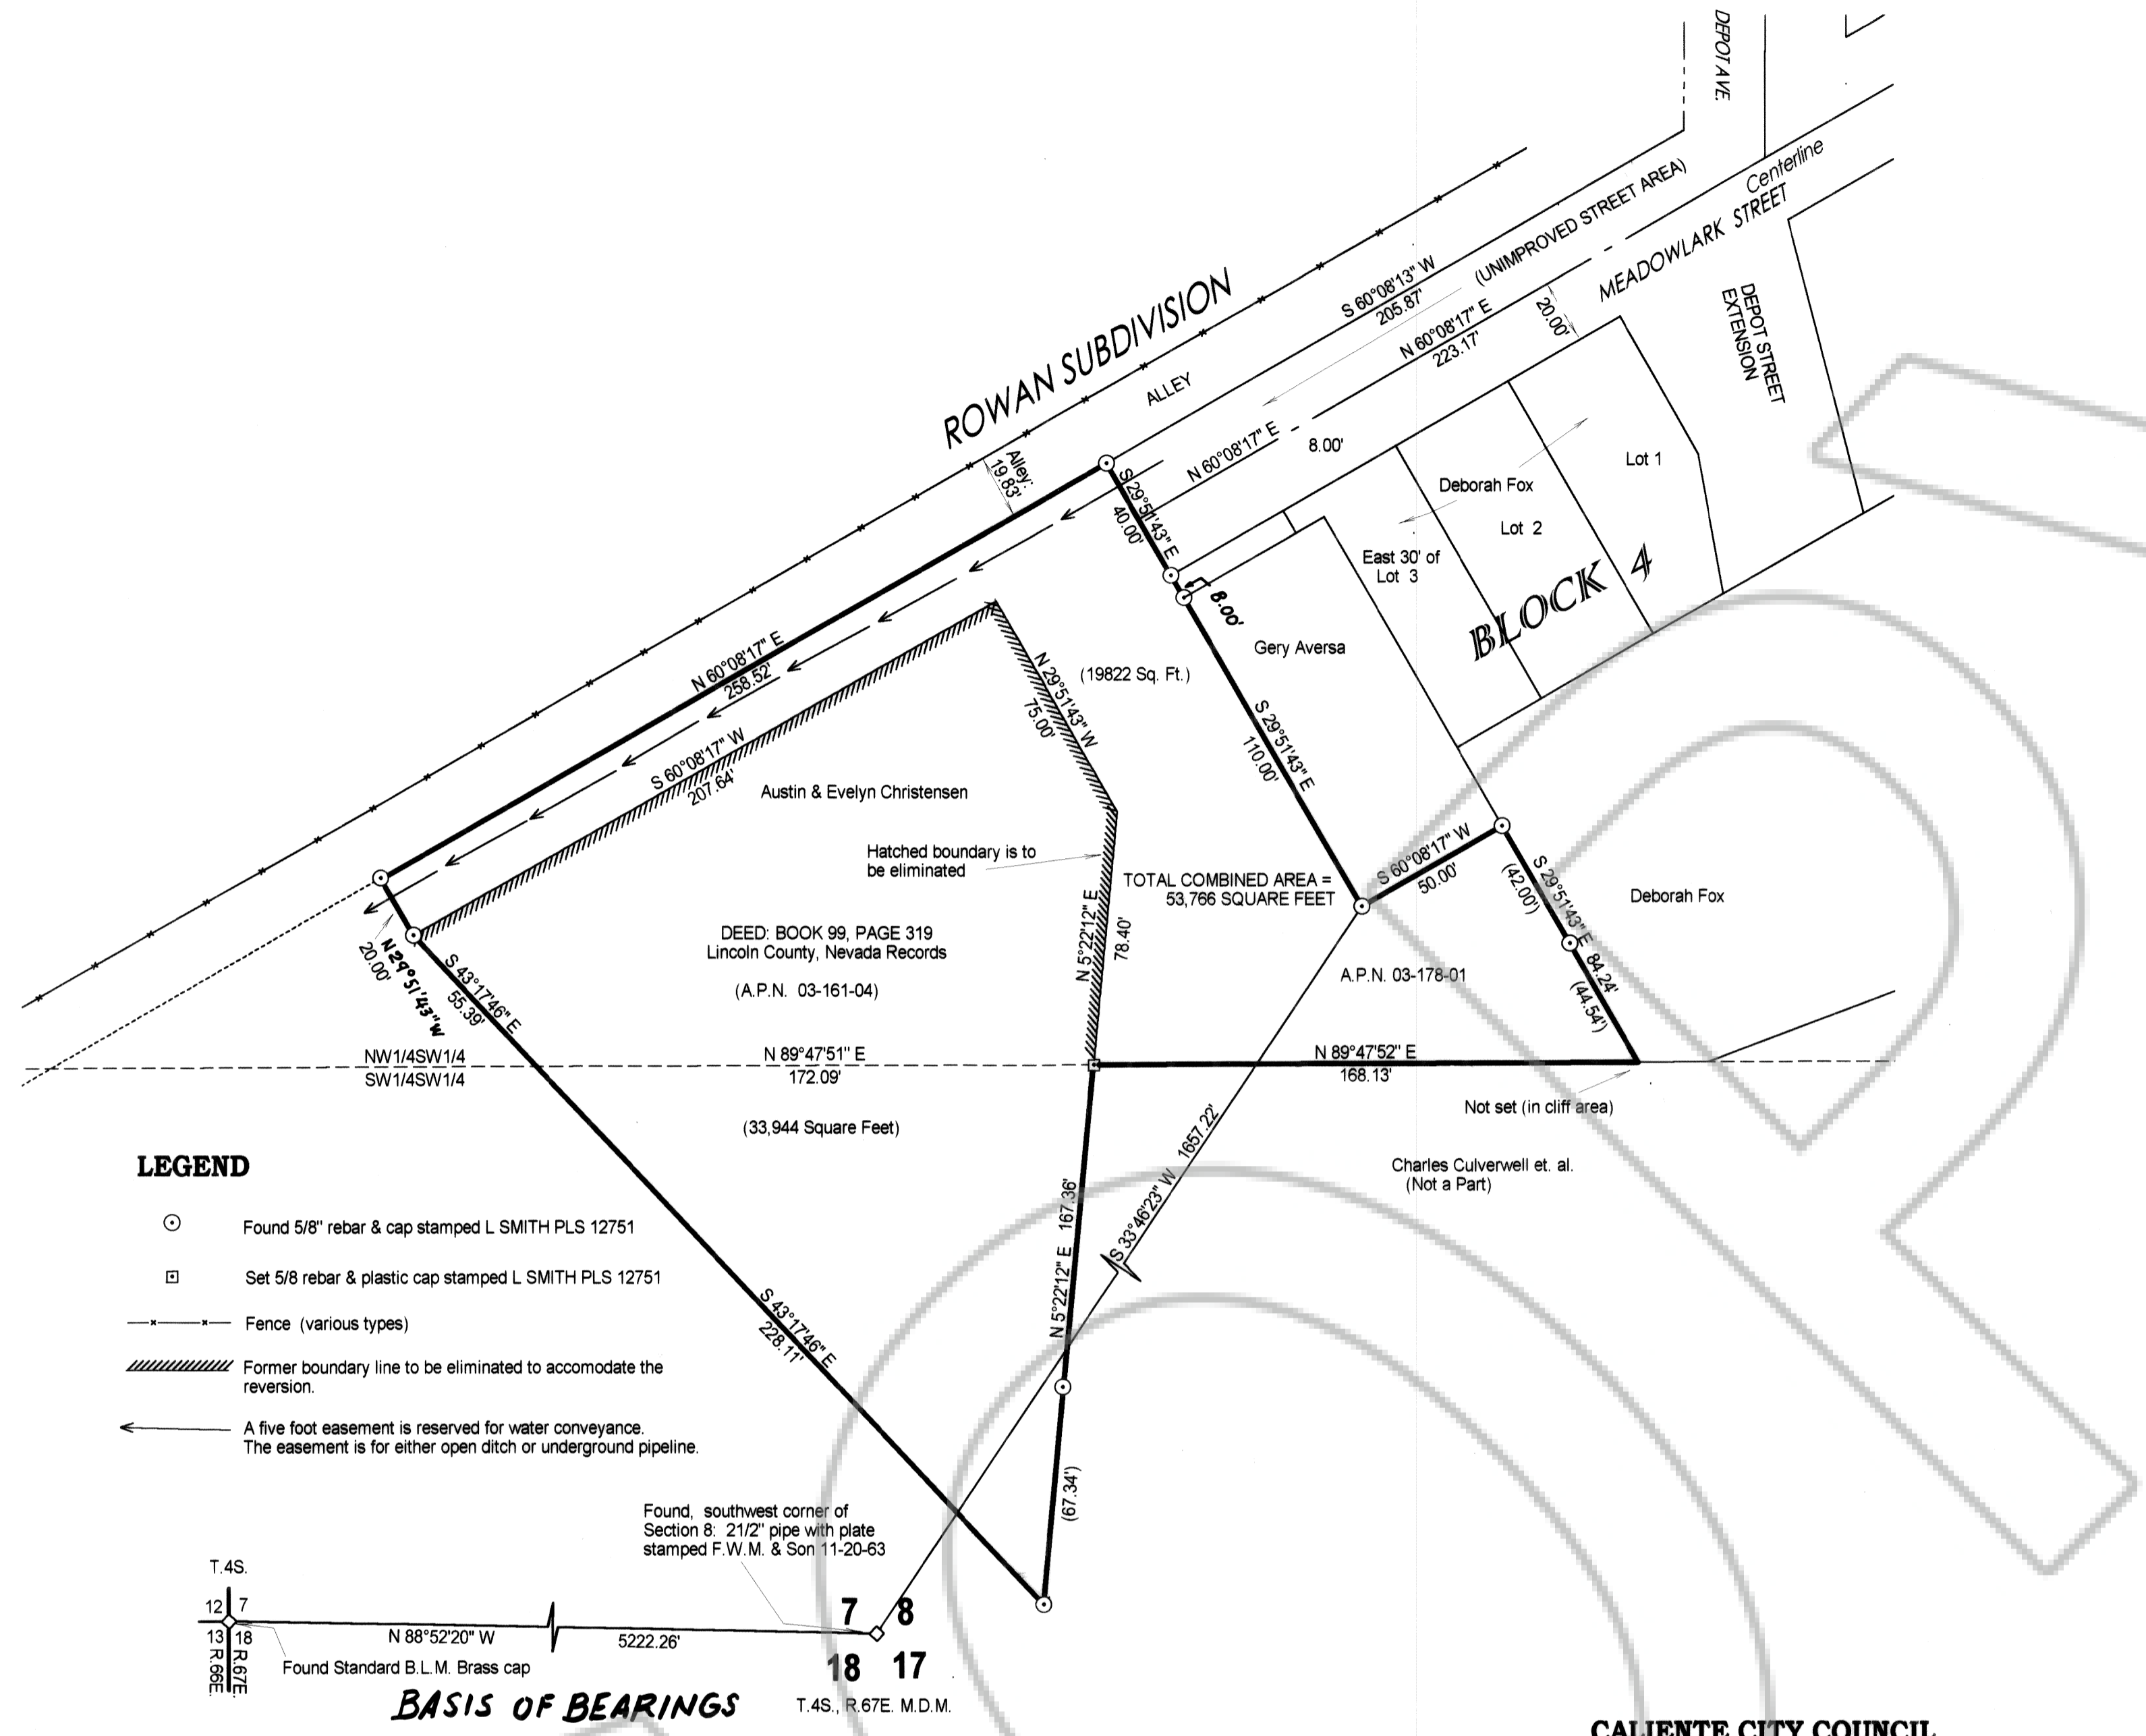 DEPOT AVE.
Centerline
MEADOWLARK STREET
(UNIMPROVED STREET AREA)
S 60°08'13" W
205.87'
N 60°08'17" E
223.17'
20.00'
DEPOT STREET
EXTENSION
ROWAN SUBDIVISION
ALLEY
Alley:
19.83'
N 60°08'17" E
8.00'
S 29°51'43" E
40.00'
Lot 1
Deborah Fox
Lot 2
East 30' of
Lot 3
BLOCK 4
8.00'
Gery Aversa
N 60°08'17" E
258.52'
(19822 Sq. Ft.)
N 29°51'43" W
75.00'
S 29°51'43" E
110.00'
S 60°08'17" W
207.64'
Austin & Evelyn Christensen
Hatched boundary is to
be eliminated
TOTAL COMBINED AREA =
53,766 SQUARE FEET
S 60°08'17" W
50.00'
S 29°51'43" E 84.24'
(42.00')
(44.54')
Deborah Fox
N 5°22'12" E
78.40'
DEED: BOOK 99, PAGE 319
Lincoln County, Nevada Records
(A.P.N. 03-161-04)
A.P.N. 03-178-01
N29°51'43"W
20.00'
S 43°17'46" E
55.39'
NW1/4SW1/4
SW1/4SW1/4
N 89°47'51" E
172.09'
N 89°47'52" E
168.13'
Not set (in cliff area)
(33,944 Square Feet)
Charles Culverwell et. al.
(Not a Part)
S 33°46'23" W 1657.22'
N 5°22'12" E 167.36'
(67.34')
S 43°17'46" E
228.11'
LEGEND
Found 5/8" rebar & cap stamped L SMITH PLS 12751
Set 5/8 rebar & plastic cap stamped L SMITH PLS 12751
Fence (various types)
Former boundary line to be eliminated to accomodate the
reversion.
A five foot easement is reserved for water conveyance.
The easement is for either open ditch or underground pipeline.
Found, southwest corner of
Section 8: 21/2" pipe with plate
stamped F.W.M. & Son 11-20-63
T.4S.
12 7
13 18
R.66E.
R.67E.
N 88°52'20" W
5222.26'
Found Standard B.L.M. Brass cap
7 8
18 17
T.4S., R.67E. M.D.M.
BASIS OF BEARINGS
CALIENTE CITY COUNCIL